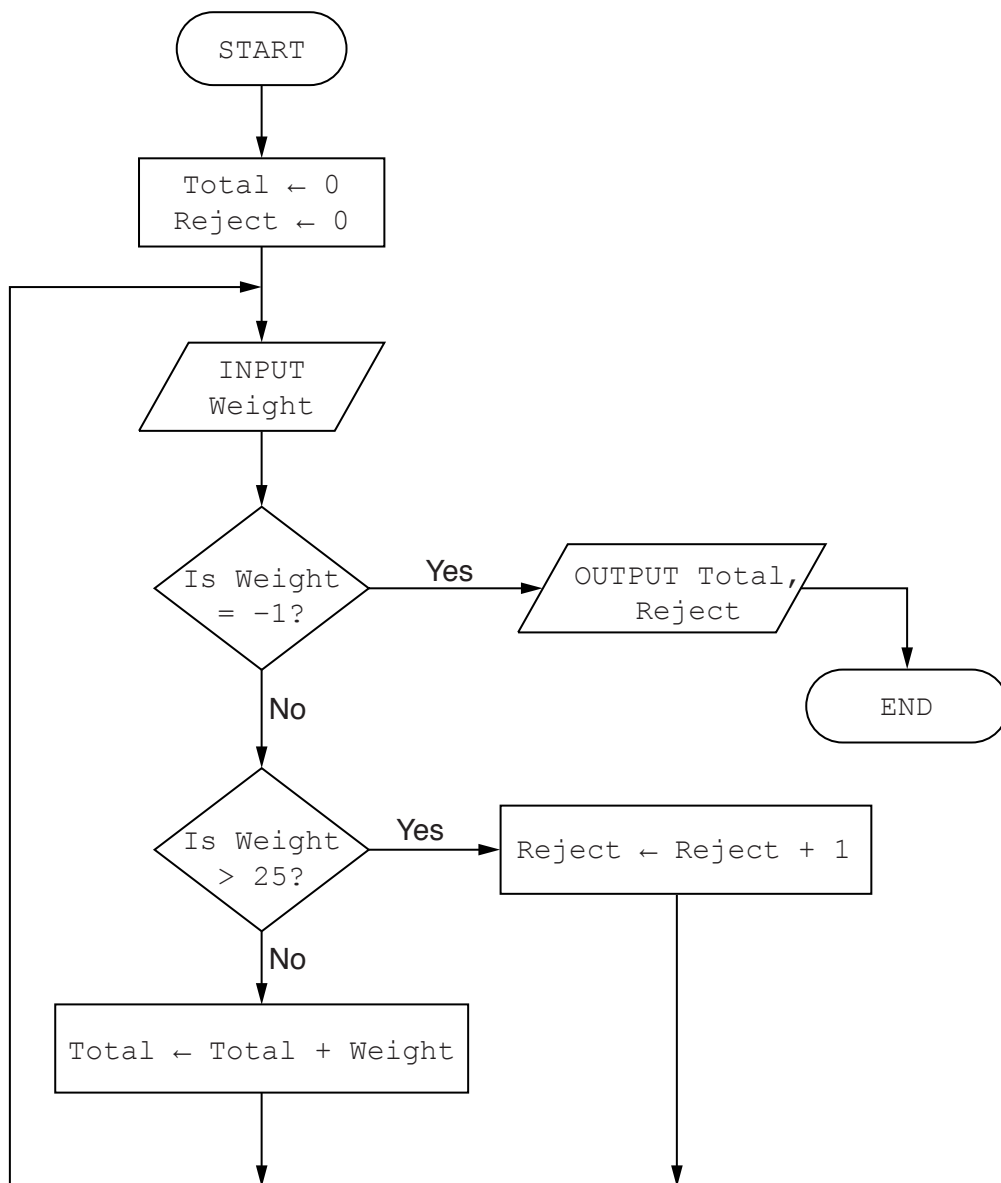 START
Total ← 0
Reject ← 0
INPUT
Weight
Is Weight
= –1?
Yes
OUTPUT Total,
Reject
END
No
Is Weight
> 25?
Yes
Reject ← Reject + 1
No
Total ← Total + Weight